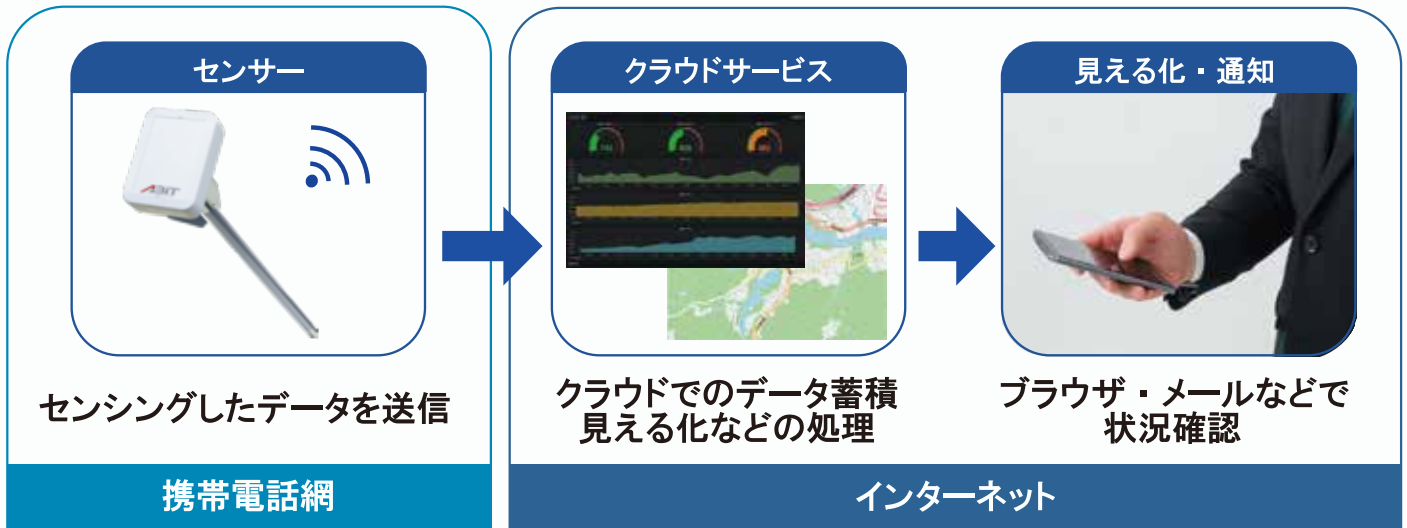 センサー
ABIT
センシングしたデータを送信
携帯電話網
クラウドサービス
クラウドでのデータ蓄積
見える化などの処理
見える化・通知
ブラウザ・メールなどで
状況確認
インターネット